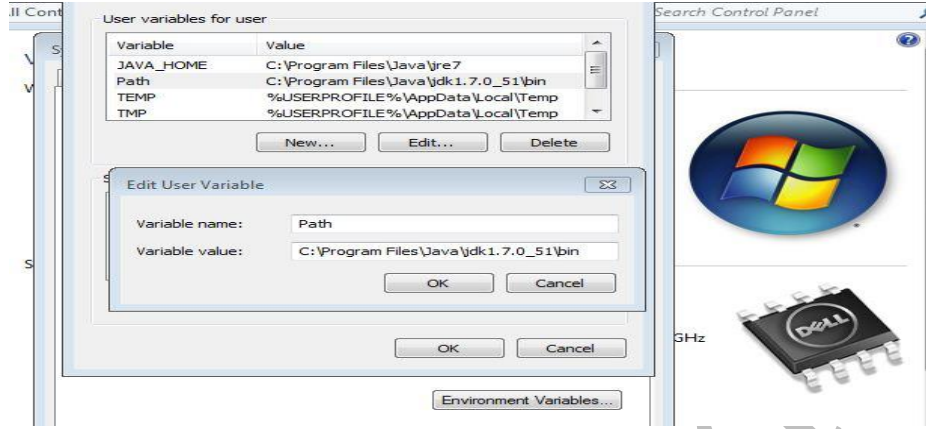 ll Cont
Search Control Panel
User variables for user
Variable Value
JAVA_HOME C:\Program Files\Java\jre7
Path C:\Program Files\Java\jdk1.7.0_51\bin
TEMP %USERPROFILE%\AppData\Local\Temp
TMP %USERPROFILE%\AppData\Local\Temp
New... Edit... Delete
Edit User Variable
Variable name: Path
Variable value: C:\Program Files\Java\jdk1.7.0_51\bin
OK Cancel
GHz
DELL
OK Cancel
Environment Variables...